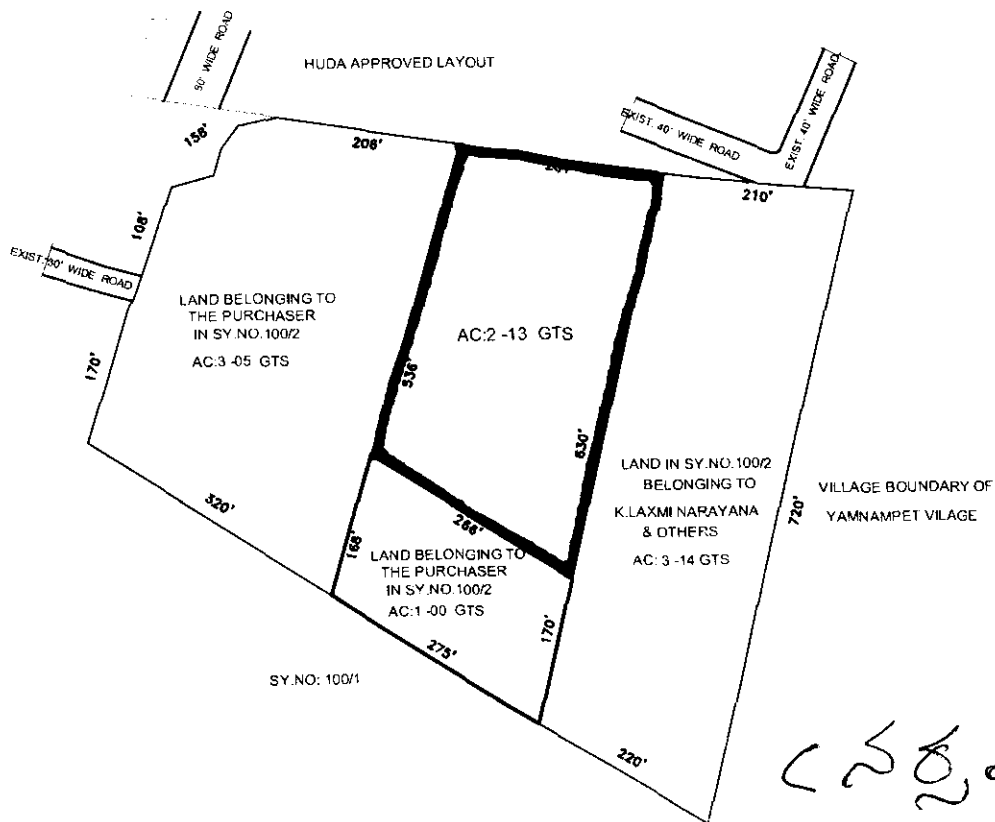 50' WIDE ROAD
HUDA APPROVED LAYOUT
EXIST. 40' WIDE ROAD
EXIST. 40' WIDE ROAD
158'
206'
210'
108'
EXIST. 30' WIDE ROAD
LAND BELONGING TO
THE PURCHASER
IN SY.NO.100/2
AC:3 -05 GTS
170'
AC:2 -13 GTS
536'
630'
LAND IN SY.NO.100/2
BELONGING TO
K.LAXMI NARAYANA
& OTHERS
AC: 3 -14 GTS
720'
VILLAGE BOUNDARY OF
YAMNAMPET VILAGE
320'
168'
266'
LAND BELONGING TO
THE PURCHASER
IN SY.NO.100/2
AC:1 -00 GTS
170'
275'
SY.NO: 100/1
220'